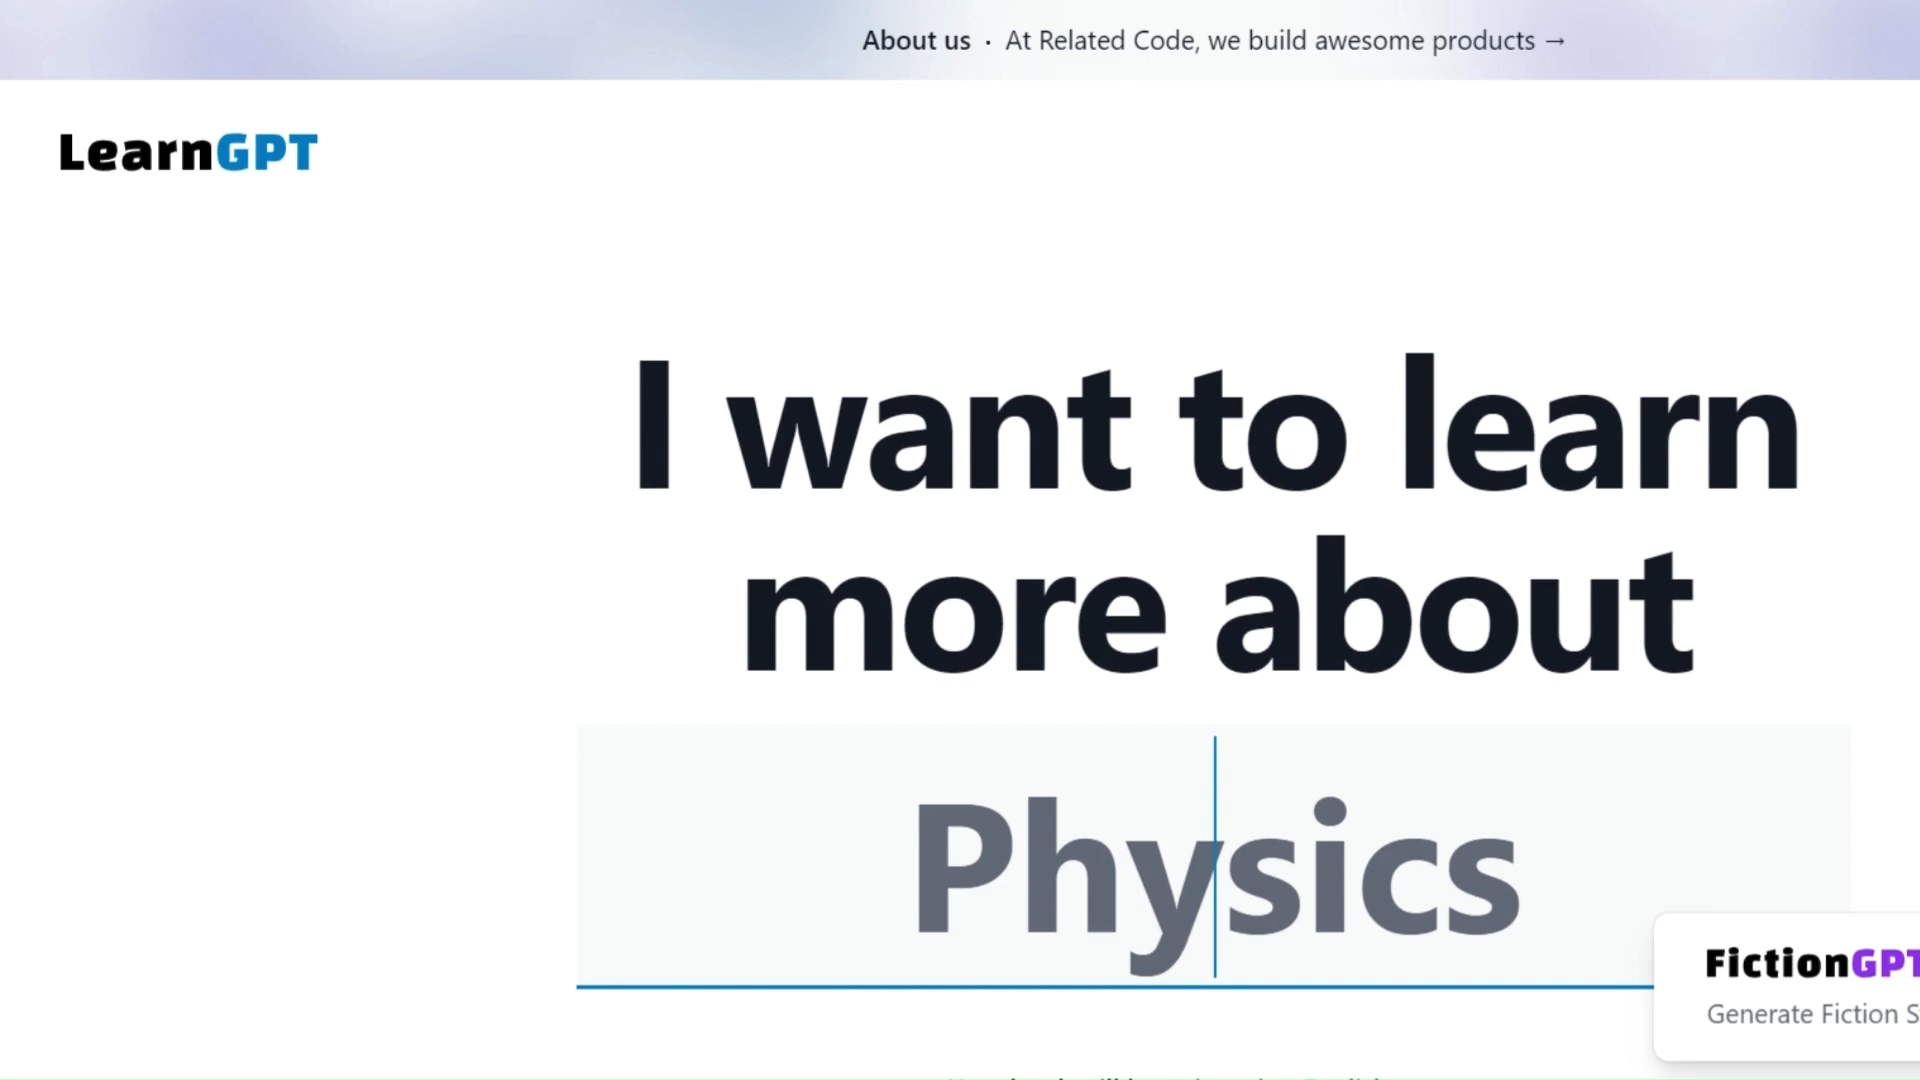 About us · At Related Code, we build awesome products →
LearnGPT
I want to learn
more about
Physics
FictionGPT
Generate Fiction